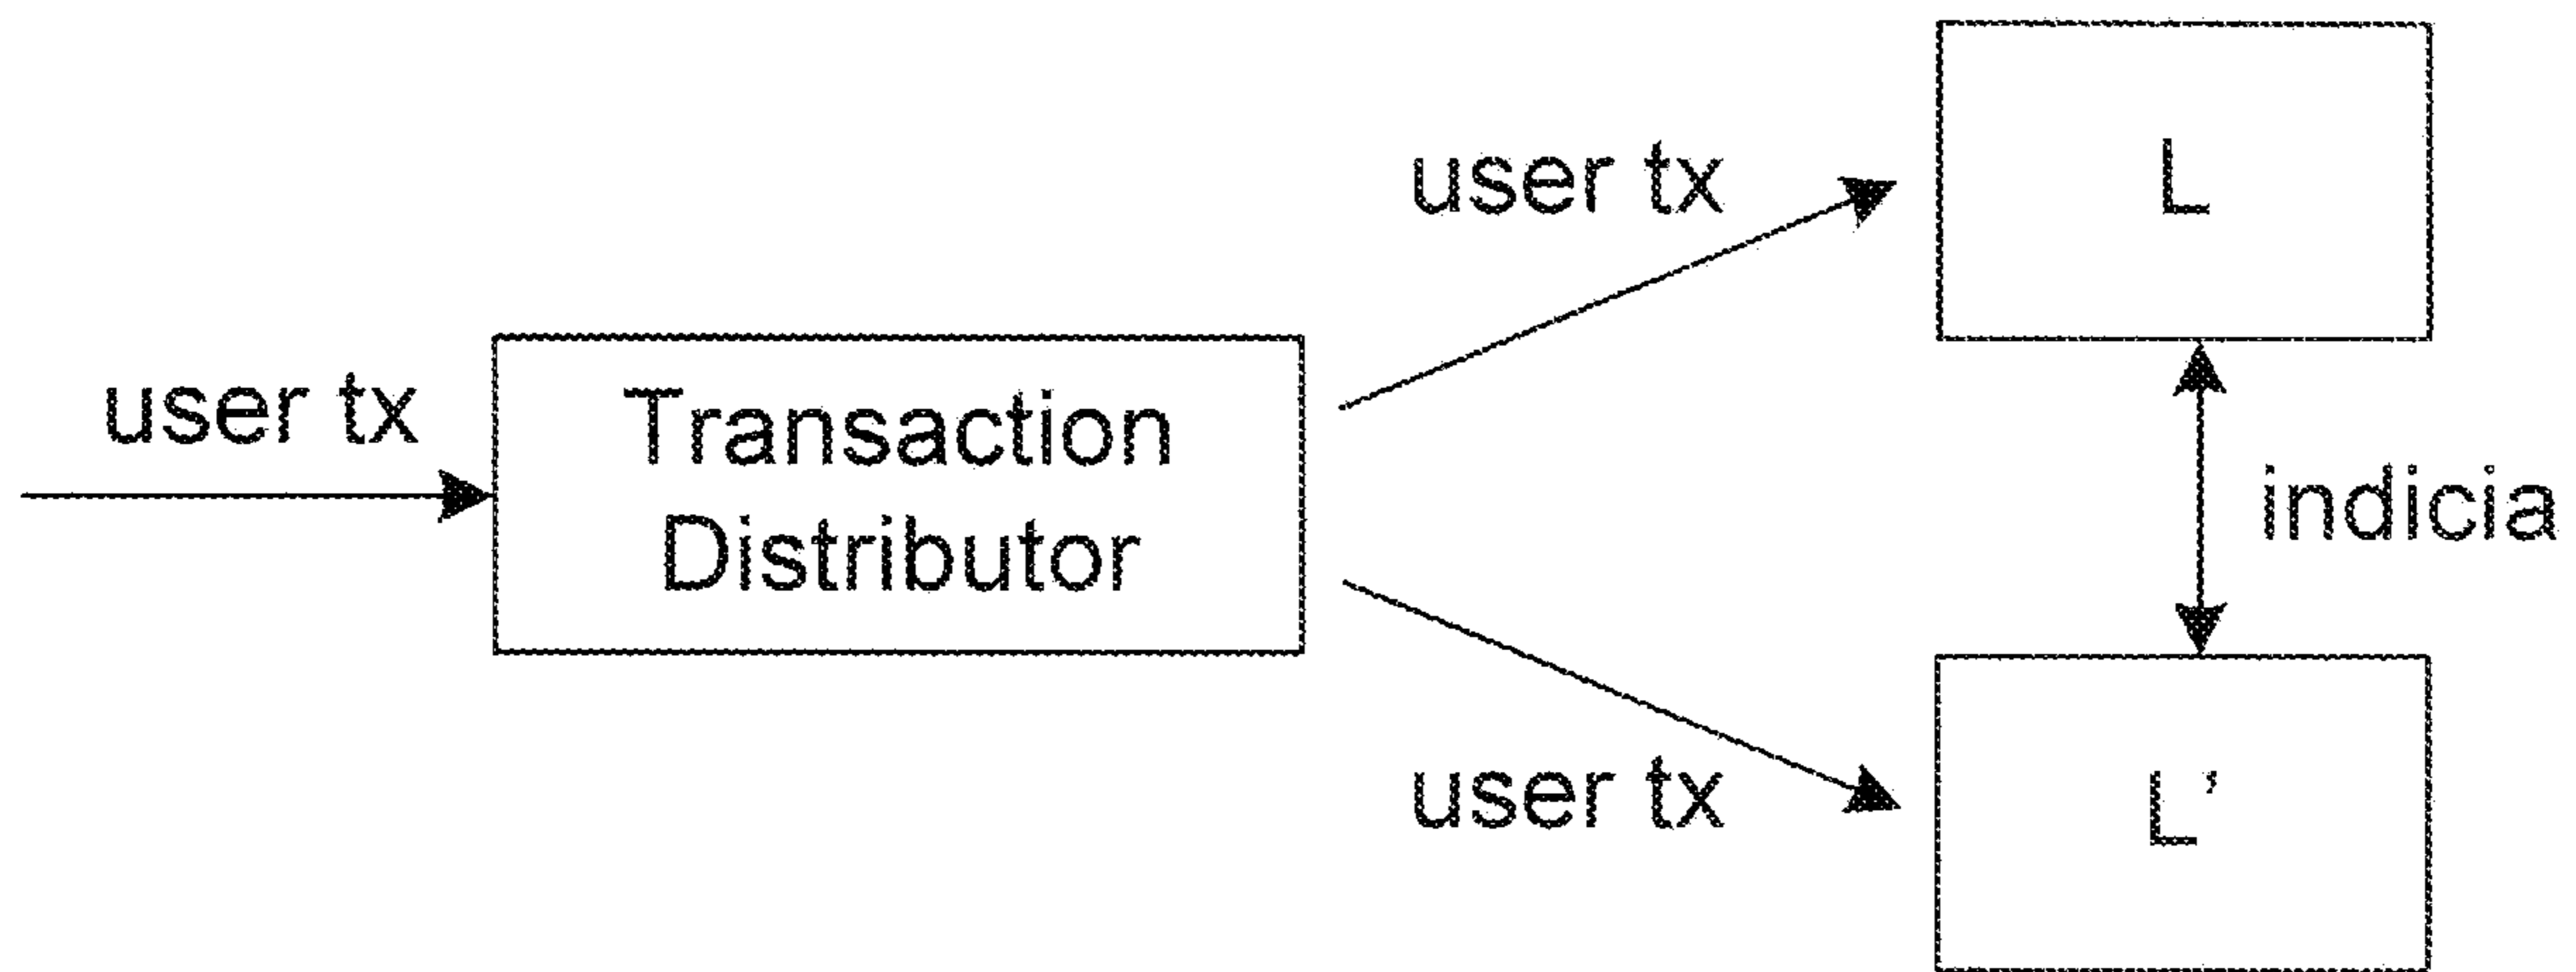 user tx
Transaction
Distributor
user tx
L
indicia
user tx
L'